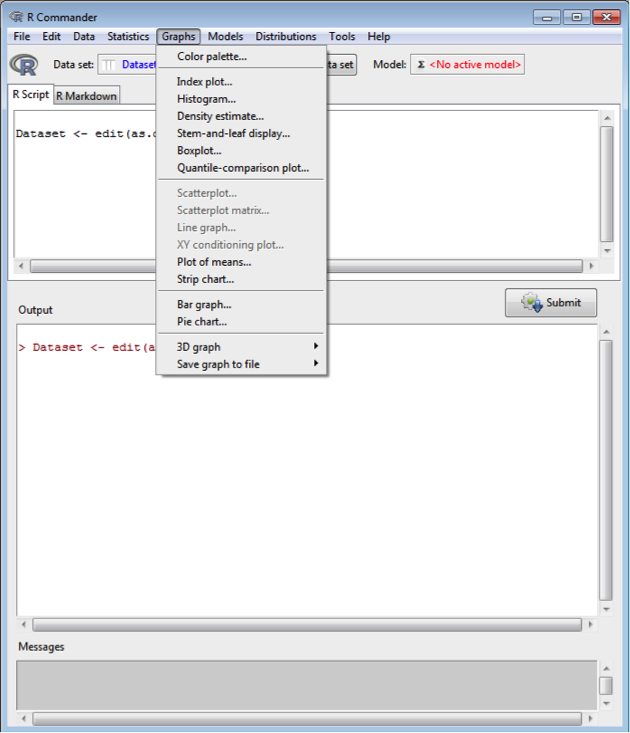 R Commander
File Edit Data Statistics Graphs Models Distributions Tools Help
Data set: Dataset ta set Model: Σ <No active model>
R Script R Markdown
Dataset <- edit(as.
Color palette...
Index plot...
Histogram...
Density estimate...
Stem-and-leaf display...
Boxplot...
Quantile-comparison plot...
Scatterplot...
Scatterplot matrix...
Line graph...
XY conditioning plot...
Plot of means...
Strip chart...
Bar graph...
Pie chart...
3D graph
Save graph to file
Submit
Output
> Dataset <- edit(a
Messages